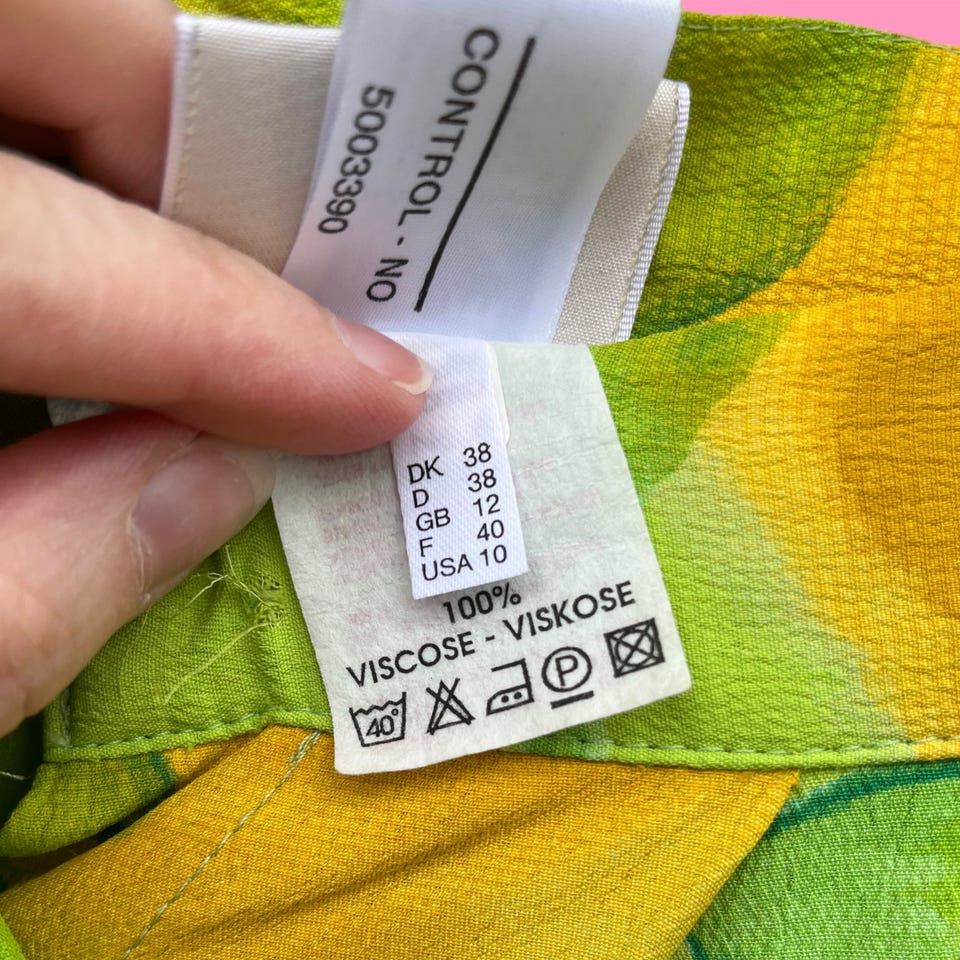 CONTROL - NO
5003390
DK 38
D 38
GB 12
F 40
USA 10
100%
VISCOSE - VISKOSE
40° P